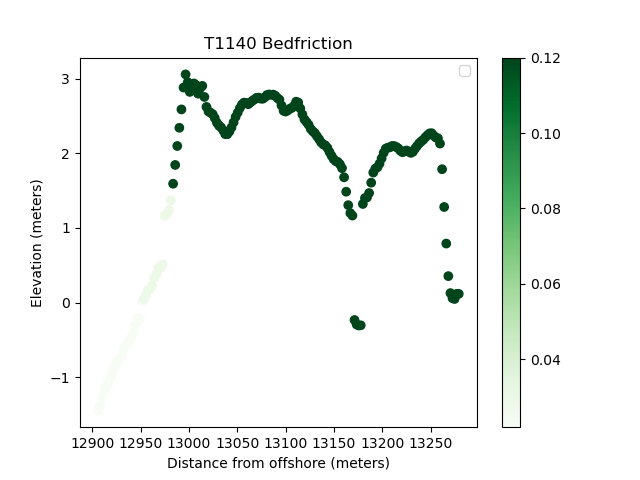 T1140 Bedfriction
3
2
1
0
−1
Elevation (meters)
12900 12950 13000 13050 13100 13150 13200 13250
Distance from offshore (meters)
0.12
0.10
0.08
0.06
0.04